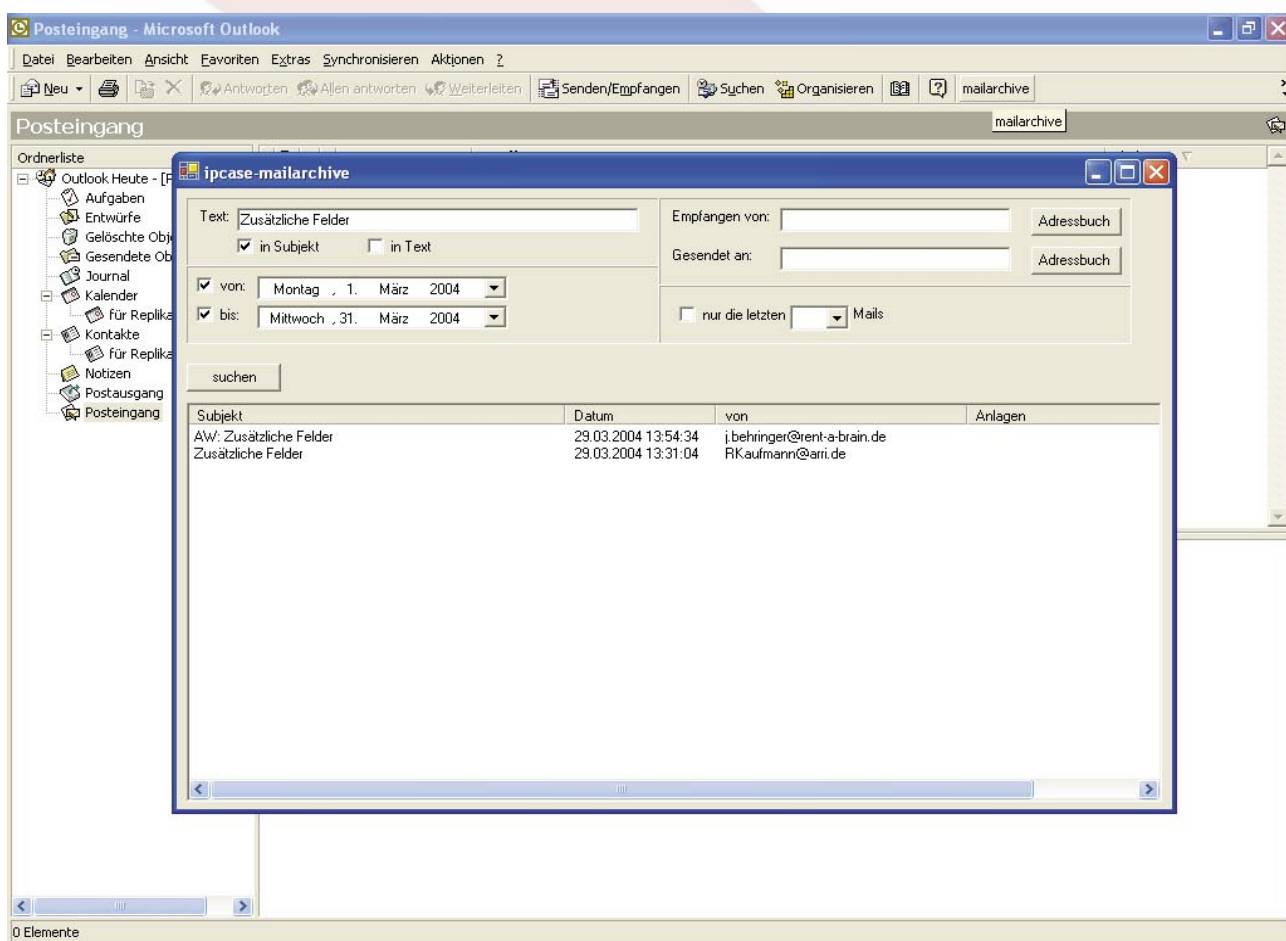 Posteingang - Microsoft Outlook
Datei Bearbeiten Ansicht Favoriten Extras Synchronisieren Aktionen ?
Neu Antworten Allen antworten Weiterleiten Senden/Empfangen Suchen Organisieren mailarchive
Posteingang
mailarchive
Ordnerliste
Outlook Heute - [P
Aufgaben
Entwürfe
Gelöschte Obj
Gesendete Ob
Journal
Kalender
für Replika
Kontakte
für Replika
Notizen
Postausgang
Posteingang
ipcase-mailarchive
Text: Zusätzliche Felder
in Subjekt in Text
von: Montag , 1. März 2004
bis: Mittwoch , 31. März 2004
Empfangen von: Adressbuch
Gesendet an: Adressbuch
nur die letzten Mails
suchen
Subjekt Datum von Anlagen
AW: Zusätzliche Felder 29.03.2004 13:54:34 j.behringer@rent-a-brain.de
Zusätzliche Felder 29.03.2004 13:31:04 RKaufmann@arri.de
0 Elemente